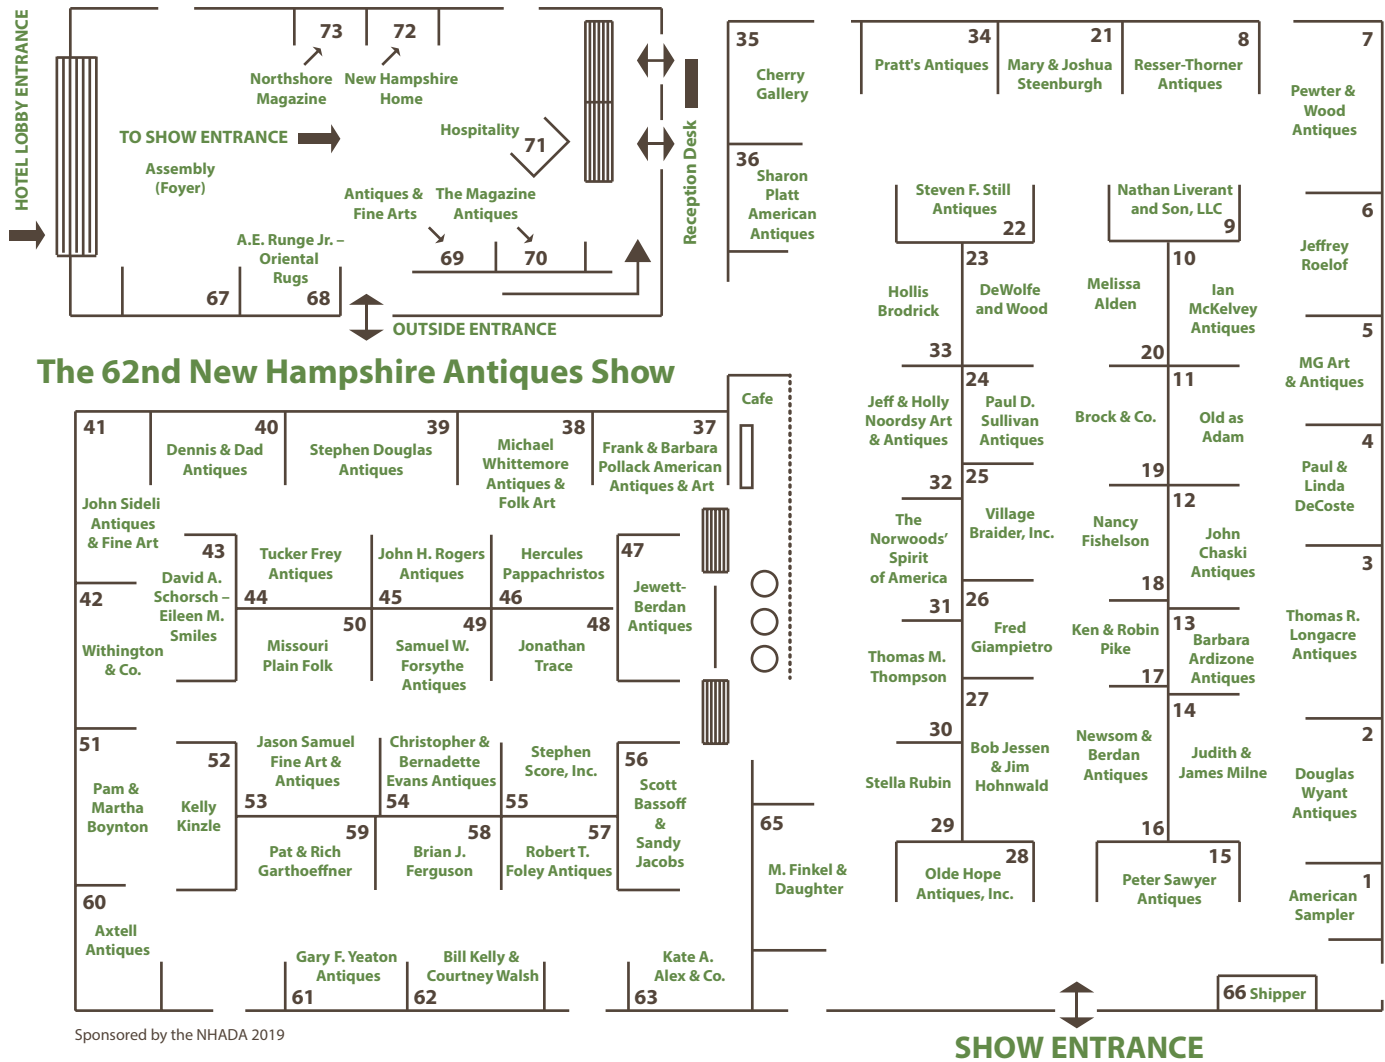 HOTEL LOBBY ENTRANCE
73
72
Northshore
Magazine
New Hampshire
Home
TO SHOW ENTRANCE
Hospitality
71
Assembly
(Foyer)
Antiques &
Fine Arts
The Magazine
Antiques
A.E. Runge Jr. –
Oriental
Rugs
69
70
67
68
OUTSIDE ENTRANCE
Reception Desk
35
Cherry
Gallery
36
Sharon
Platt
American
Antiques
34
Pratt's Antiques
21
Mary & Joshua
Steenburgh
8
Resser-Thorner
Antiques
7
Pewter &
Wood
Antiques
6
Jeffrey
Roelof
5
MG Art
& Antiques
4
Paul &
Linda
DeCoste
3
Thomas R.
Longacre
Antiques
2
Douglas
Wyant
Antiques
1
American
Sampler
Steven F. Still
Antiques
22
23
Hollis
Brodrick
DeWolfe
and Wood
33
24
Jeff & Holly
Noordsy Art
& Antiques
Paul D.
Sullivan
Antiques
32
25
The
Norwoods’
Spirit
of America
Village
Braider, Inc.
31
26
Fred
Giampietro
Thomas M.
Thompson
27
30
Bob Jessen
& Jim
Hohnwald
Stella Rubin
29
28
Olde Hope
Antiques, Inc.
Nathan Liverant
and Son, LLC
9
10
Melissa
Alden
Ian
McKelvey
Antiques
20
11
Brock & Co.
Old as
Adam
19
12
Nancy
Fishelson
John
Chaski
Antiques
18
13
Ken & Robin
Pike
Barbara
Ardizone
Antiques
17
14
Newsom &
Berdan
Antiques
Judith &
James Milne
16
15
Peter Sawyer
Antiques
The 62nd New Hampshire Antiques Show
Cafe
41
John Sideli
Antiques
& Fine Art
40
Dennis & Dad
Antiques
39
Stephen Douglas
Antiques
38
Michael
Whittemore
Antiques &
Folk Art
37
Frank & Barbara
Pollack American
Antiques & Art
42
Withington
& Co.
43
David A.
Schorsch –
Eileen M.
Smiles
Tucker Frey
Antiques
44
John H. Rogers
Antiques
45
Hercules
Pappachristos
46
47
Jewett-
Berdan
Antiques
50
Missouri
Plain Folk
49
Samuel W.
Forsythe
Antiques
48
Jonathan
Trace
51
Pam &
Martha
Boynton
52
Kelly
Kinzle
Jason Samuel
Fine Art &
Antiques
53
Christopher &
Bernadette
Evans Antiques
54
Stephen
Score, Inc.
55
56
Scott
Bassoff
&
Sandy
Jacobs
59
Pat & Rich
Garthoeffner
58
Brian J.
Ferguson
57
Robert T.
Foley Antiques
60
Axtell
Antiques
Gary F. Yeaton
Antiques
61
Bill Kelly &
Courtney Walsh
62
Kate A.
Alex & Co.
63
65
M. Finkel &
Daughter
66 Shipper
Sponsored by the NHADA 2019
SHOW ENTRANCE